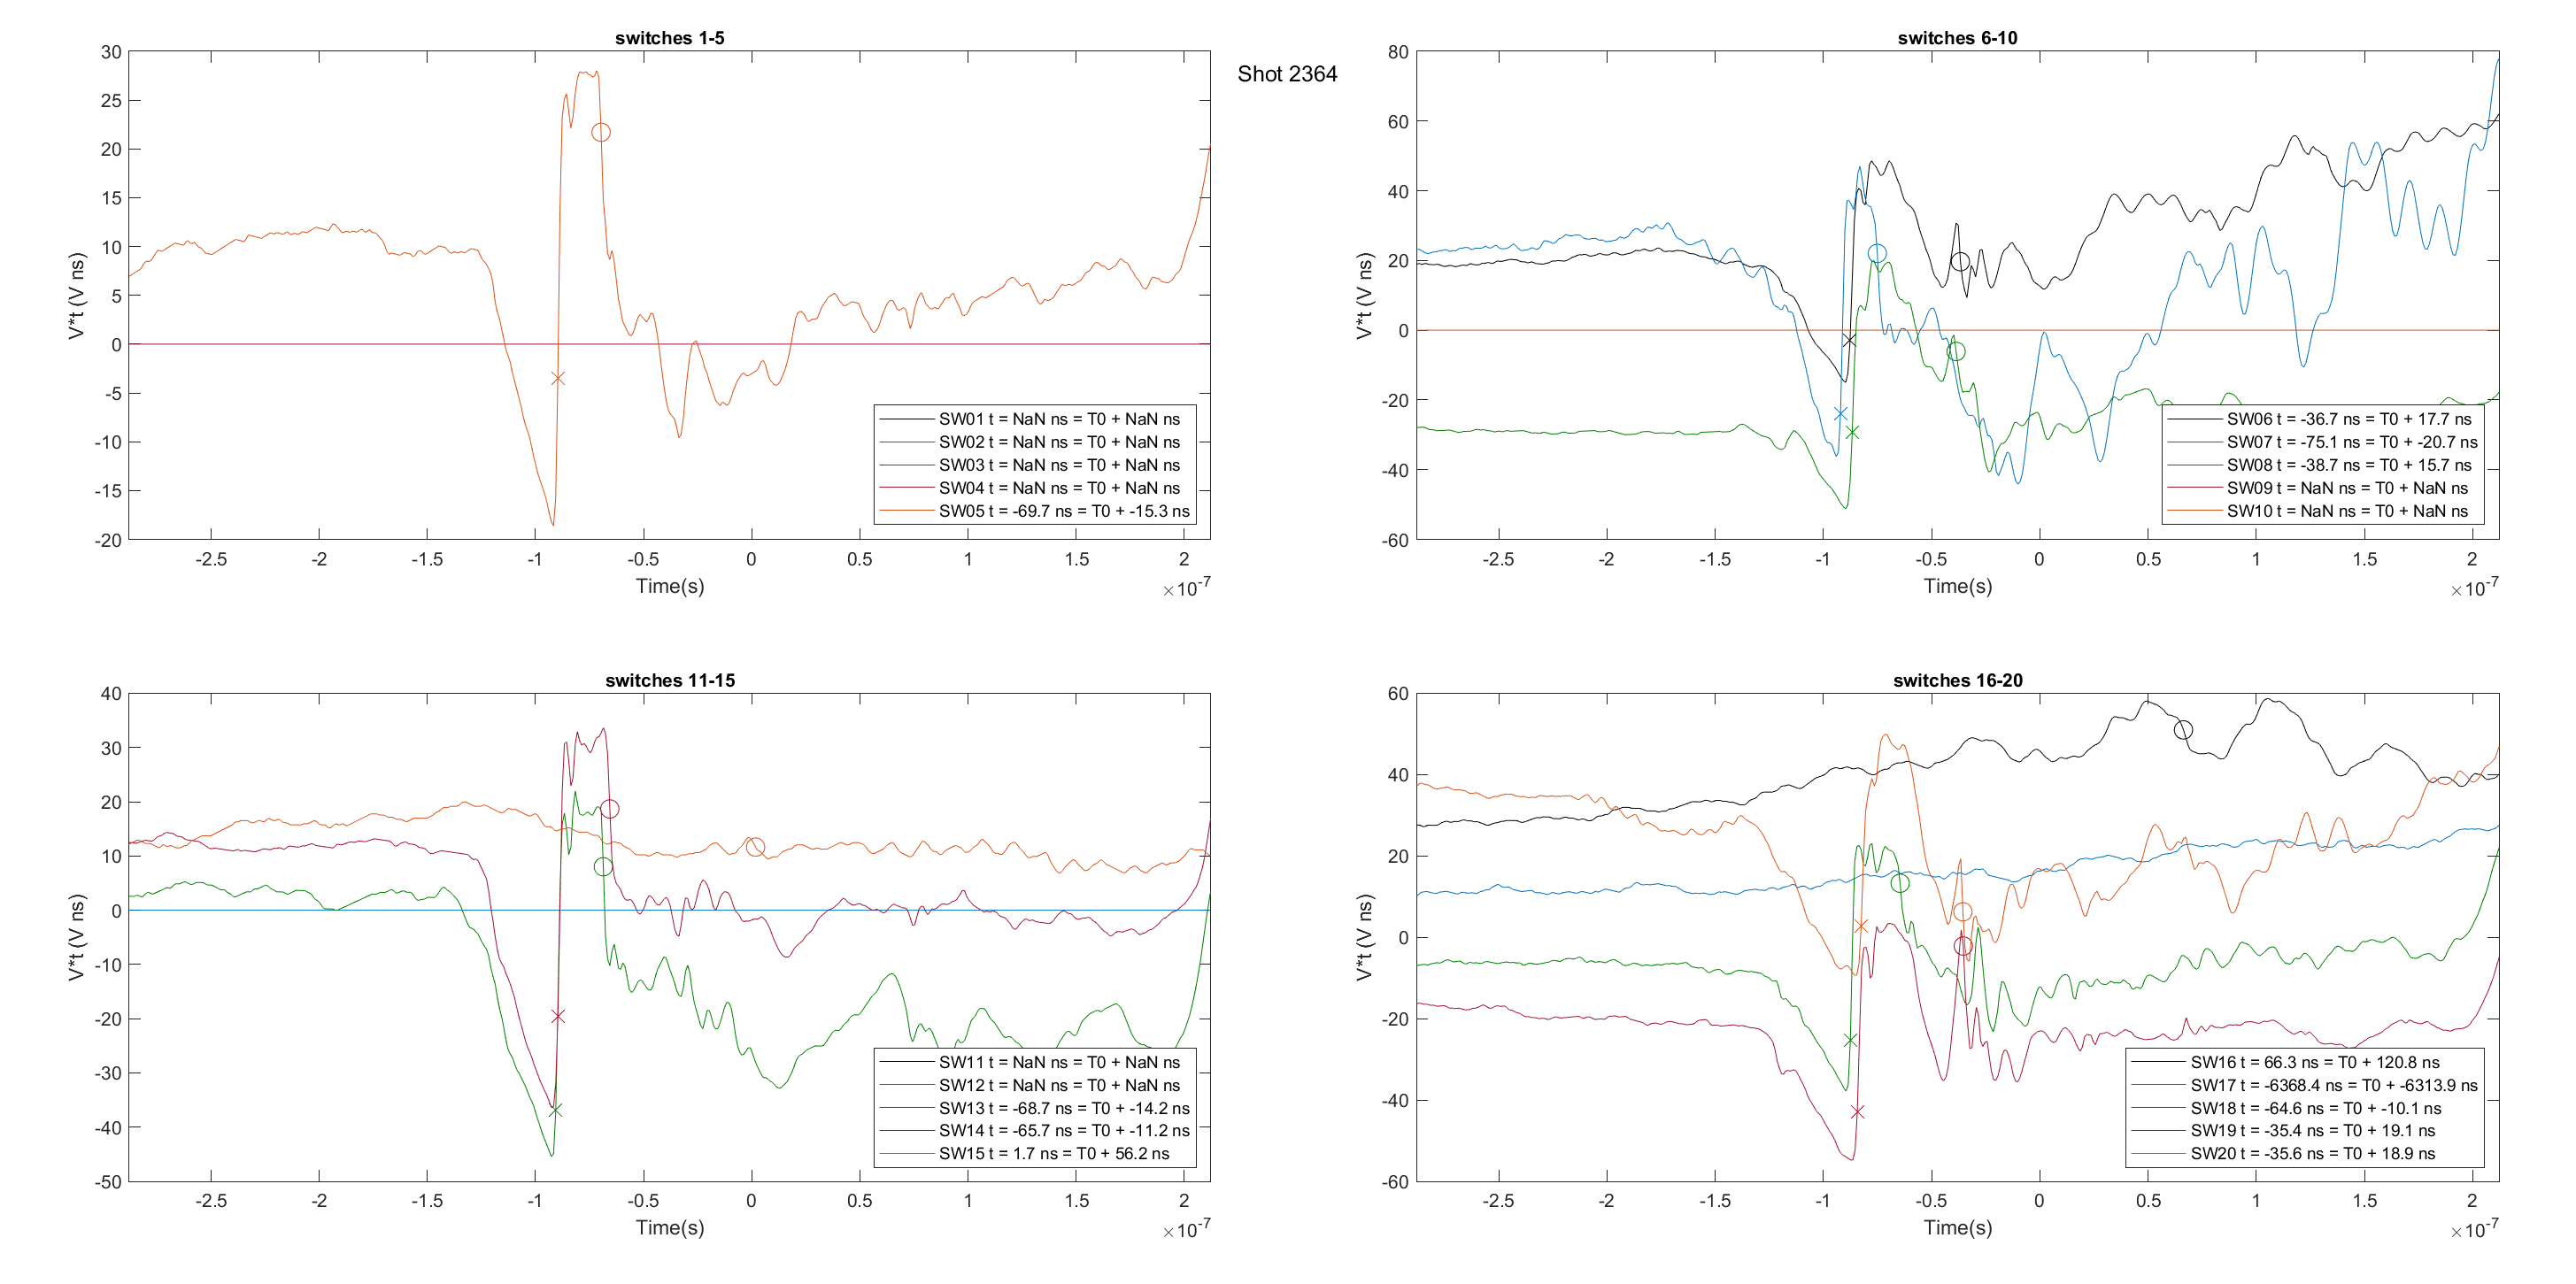 Shot 2364
switches 1-5
30
25
20
15
10
5
0
-5
-10
-15
-20
V*t (V ns)
SW01 t = NaN ns = T0 + NaN ns
SW02 t = NaN ns = T0 + NaN ns
SW03 t = NaN ns = T0 + NaN ns
SW04 t = NaN ns = T0 + NaN ns
SW05 t = -69.7 ns = T0 + -15.3 ns
-2.5 -2 -1.5 -1 -0.5 0 0.5 1 1.5 2
Time(s)
×10-7
switches 6-10
80
60
40
20
0
-20
-40
-60
V*t (V ns)
SW06 t = -36.7 ns = T0 + 17.7 ns
SW07 t = -75.1 ns = T0 + -20.7 ns
SW08 t = -38.7 ns = T0 + 15.7 ns
SW09 t = NaN ns = T0 + NaN ns
SW10 t = NaN ns = T0 + NaN ns
-2.5 -2 -1.5 -1 -0.5 0 0.5 1 1.5 2
Time(s)
×10-7
switches 11-15
40
30
20
10
0
-10
-20
-30
-40
-50
V*t (V ns)
SW11 t = NaN ns = T0 + NaN ns
SW12 t = NaN ns = T0 + NaN ns
SW13 t = -68.7 ns = T0 + -14.2 ns
SW14 t = -65.7 ns = T0 + -11.2 ns
SW15 t = 1.7 ns = T0 + 56.2 ns
-2.5 -2 -1.5 -1 -0.5 0 0.5 1 1.5 2
Time(s)
×10-7
switches 16-20
60
40
20
0
-20
-40
-60
V*t (V ns)
SW16 t = 66.3 ns = T0 + 120.8 ns
SW17 t = -6368.4 ns = T0 + -6313.9 ns
SW18 t = -64.6 ns = T0 + -10.1 ns
SW19 t = -35.4 ns = T0 + 19.1 ns
SW20 t = -35.6 ns = T0 + 18.9 ns
-2.5 -2 -1.5 -1 -0.5 0 0.5 1 1.5 2
Time(s)
×10-7